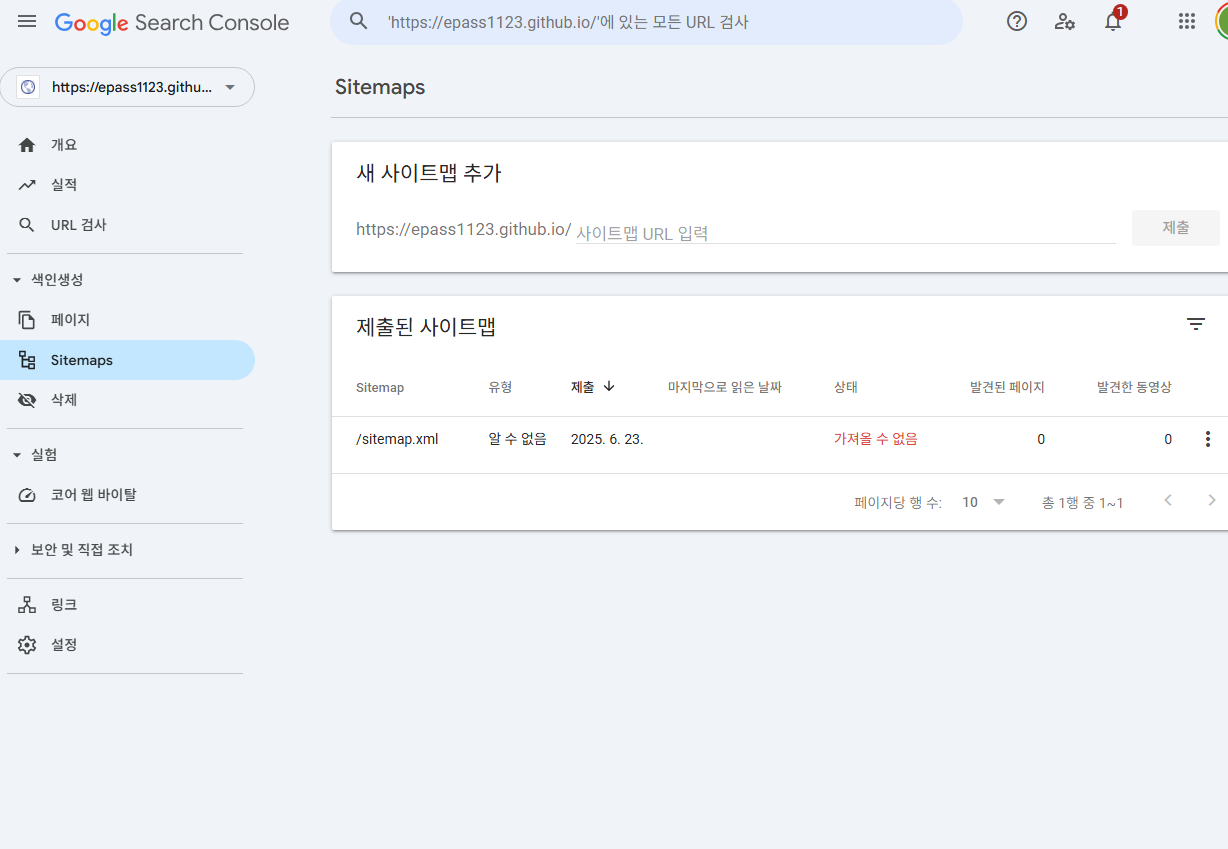 Google Search Console
'https://epass1123.github.io/'에 있는 모든 URL 검사
1
https://epass1123.githu...
Sitemaps
개요
실적
URL 검사
색인생성
페이지
Sitemaps
삭제
실험
코어 웹 바이탈
보안 및 직접 조치
링크
설정
새 사이트맵 추가
https://epass1123.github.io/ 사이트맵 URL 입력 제출
제출된 사이트맵
Sitemap 유형 제출 마지막으로 읽은 날짜 상태 발견된 페이지 발견한 동영상
/sitemap.xml 알 수 없음 2025. 6. 23. 가져올 수 없음 0 0
페이지당 행 수: 10 총 1행 중 1~1